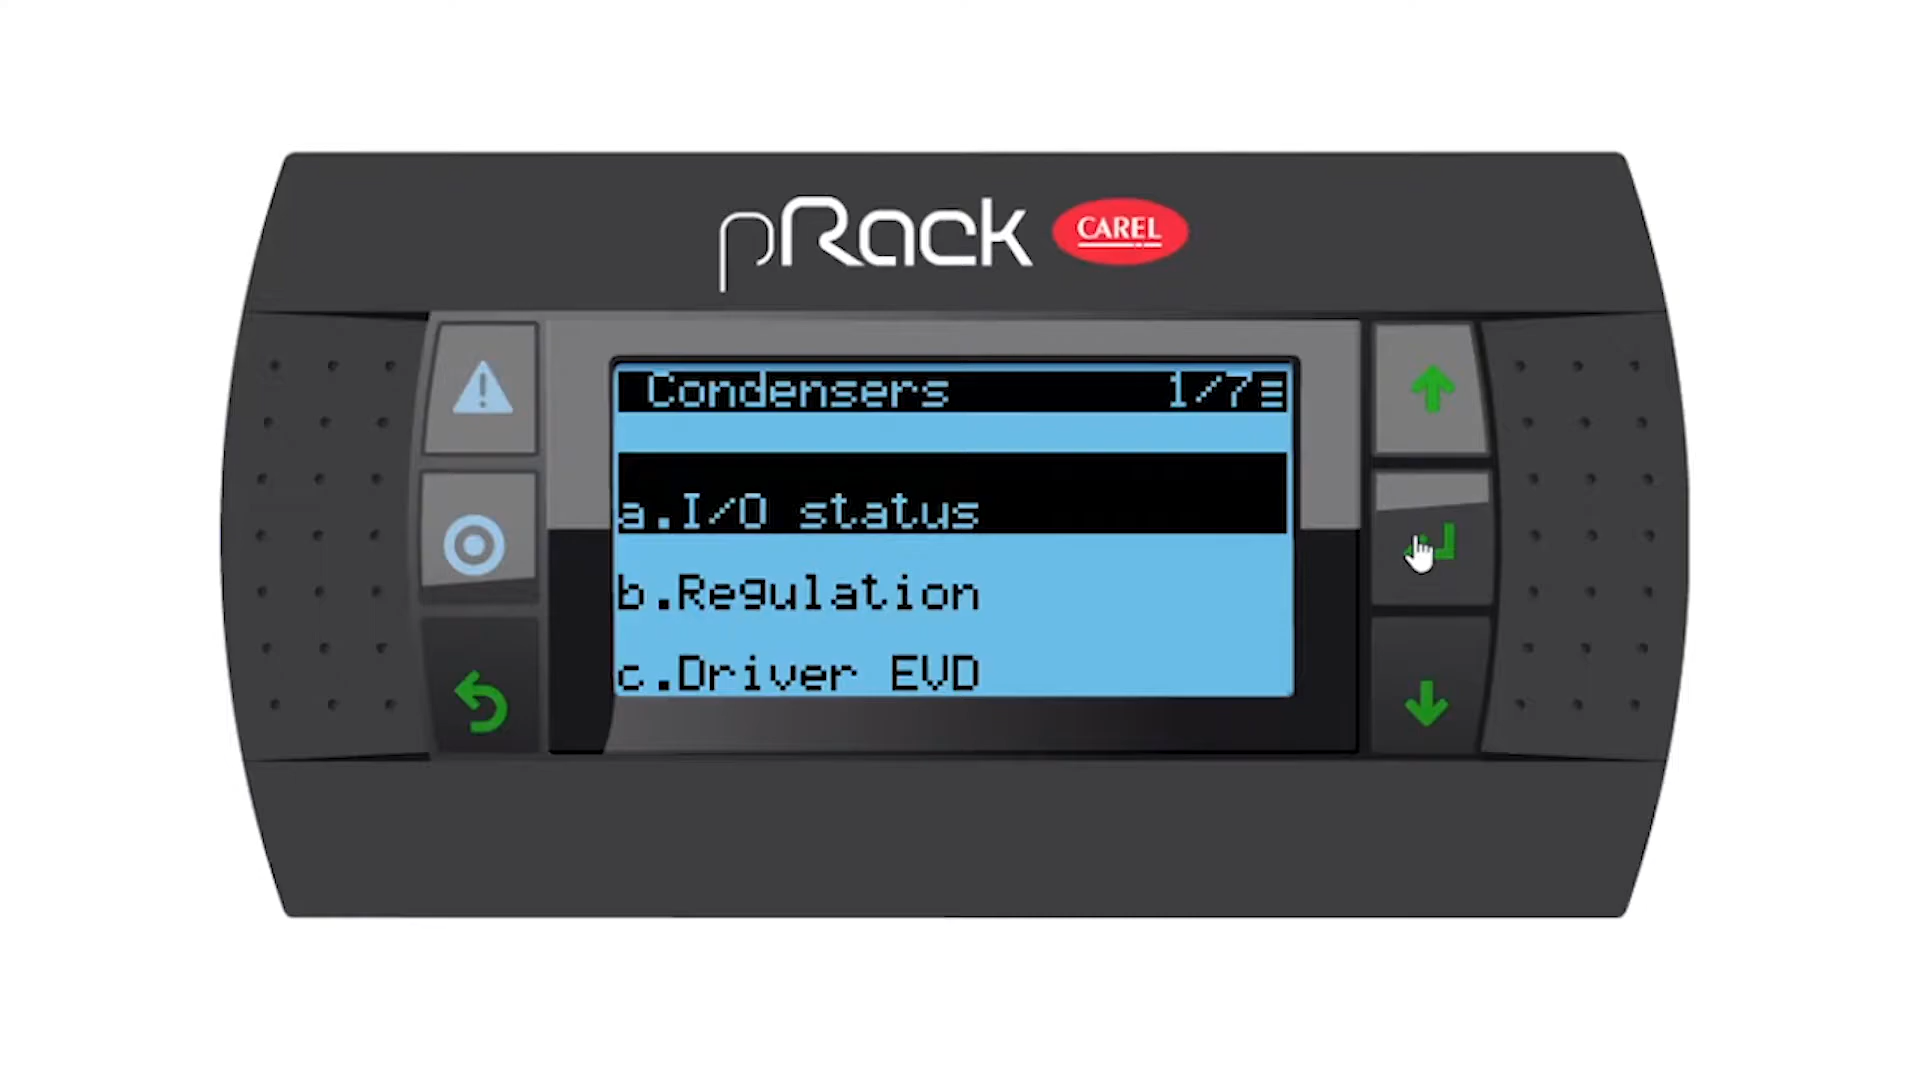 pRack CAREL
Condensers 1/7
a.I/O status
b.Regulation
c.Driver EVD